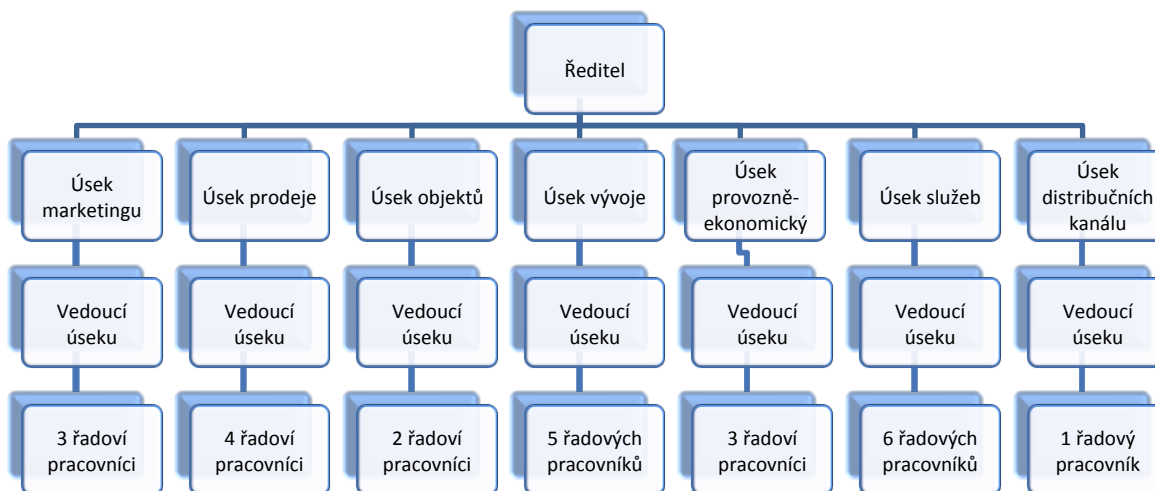 Ředitel
Úsek
marketingu
Úsek prodeje
Úsek objektů
Úsek vývoje
Úsek
provozně-
ekonomický
Úsek služeb
Úsek
distribučních
kanálu
Vedoucí
úseku
Vedoucí
úseku
Vedoucí
úseku
Vedoucí
úseku
Vedoucí
úseku
Vedoucí
úseku
Vedoucí
úseku
3 řadoví
pracovníci
4 řadoví
pracovníci
2 řadoví
pracovníci
5 řadových
pracovníků
3 řadoví
pracovníci
6 řadových
pracovníků
1 řadový
pracovník